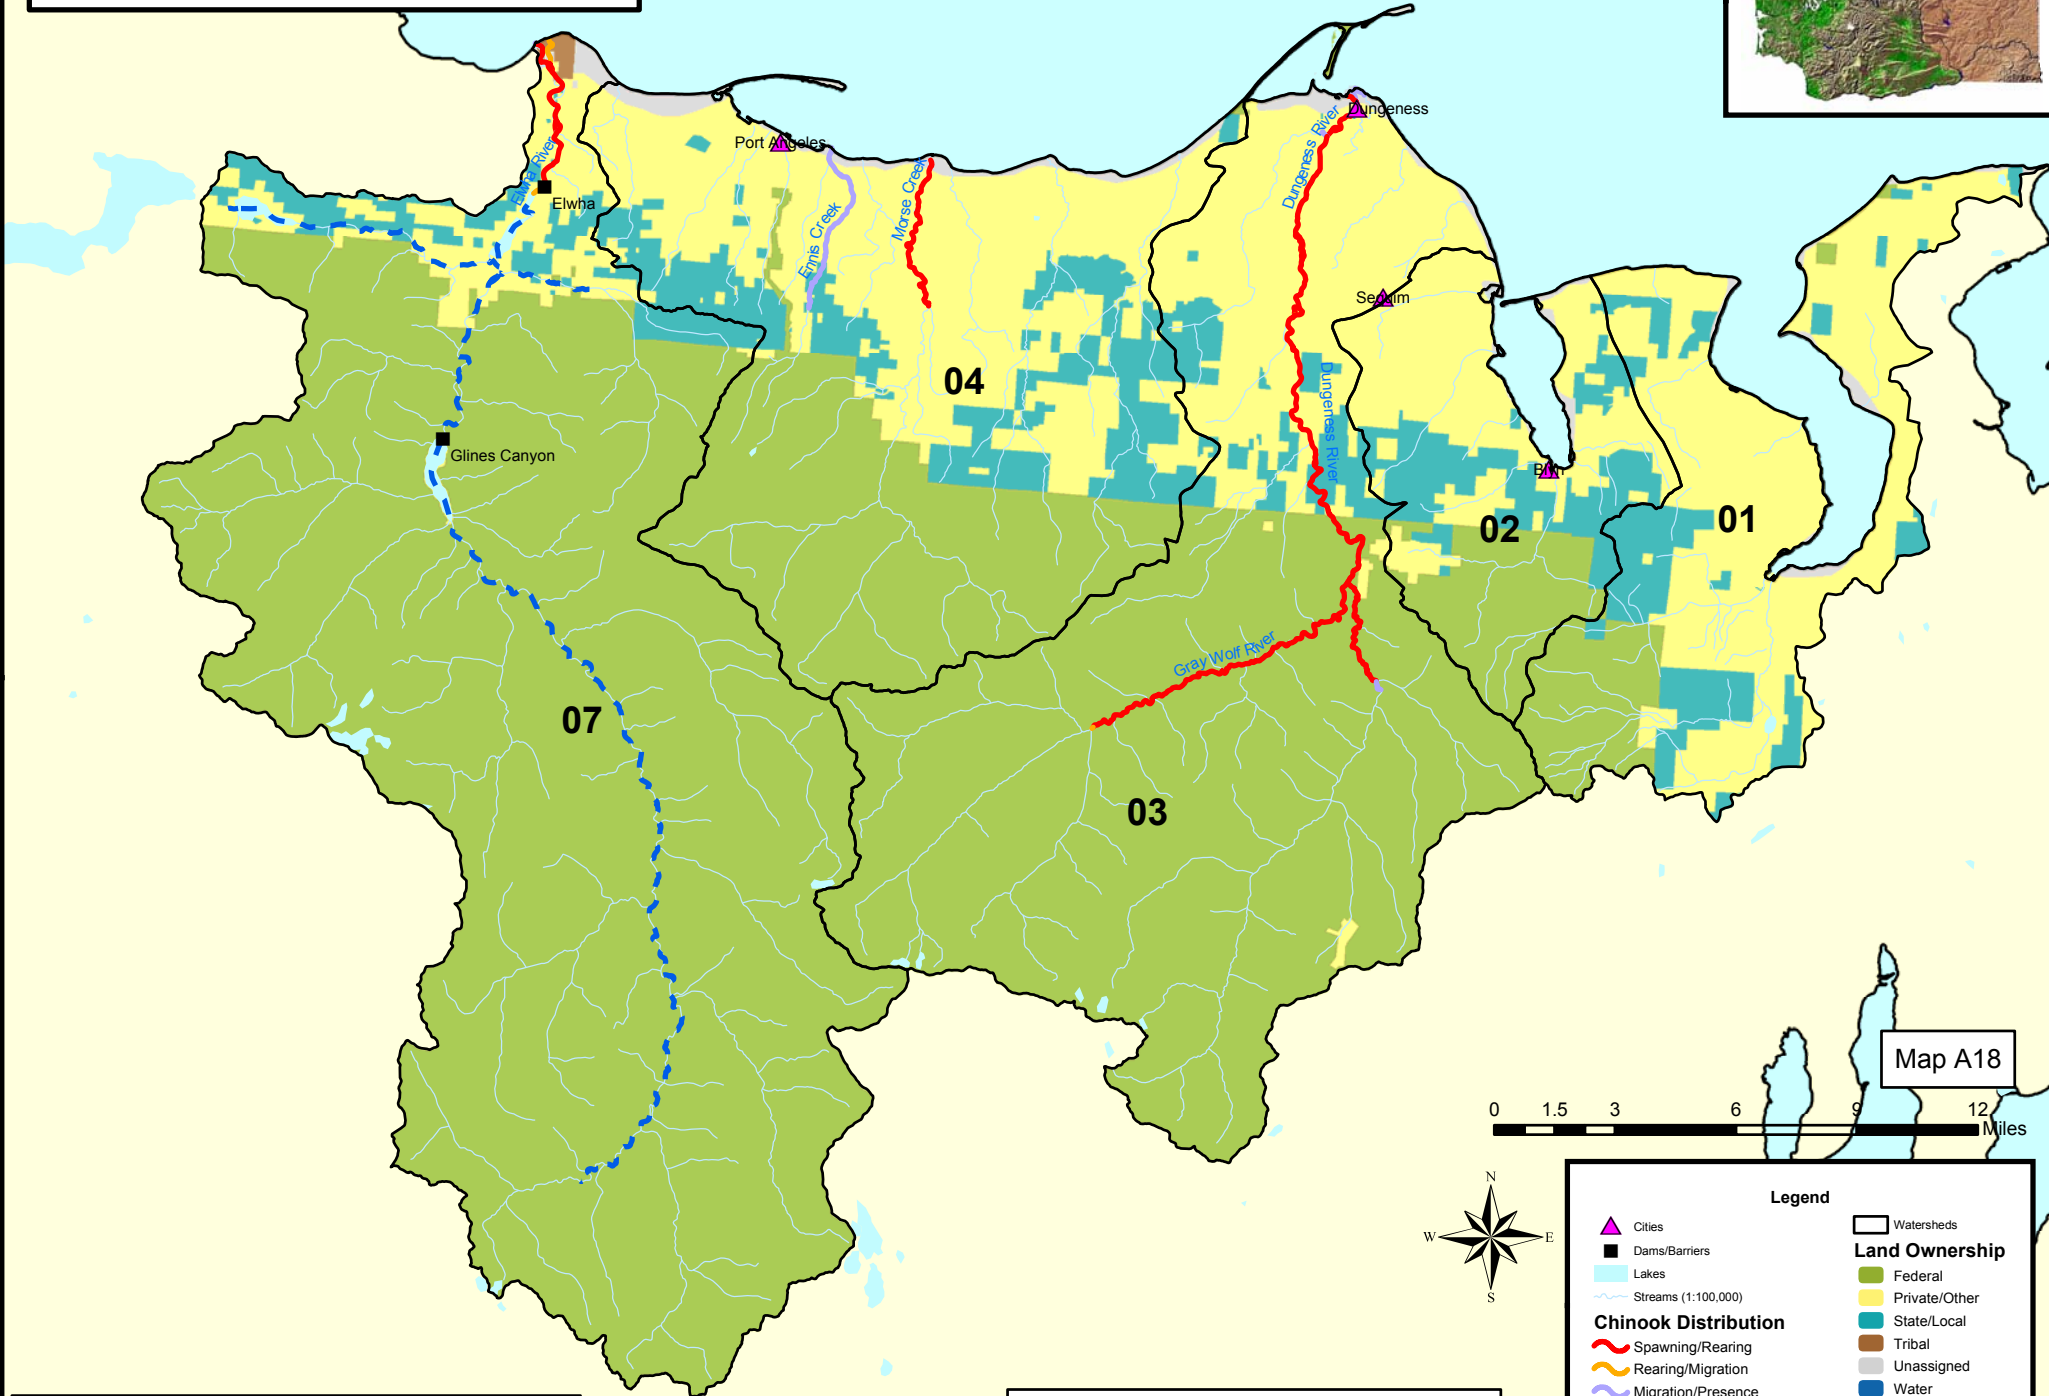 Dungeness
Port Angeles
Elwha River
Elwha
Ennis Creek
Morse Creek
Dungeness River
Sequim
04
Dungeness River
Glines Canyon
Blyn
02
01
Gray Wolf River
07
03
Map A18
0 1.5 3 6 9 12
Miles
N
W E
S
Legend
Cities
Dams/Barriers
Lakes
Streams (1:100,000)
Chinook Distribution
Spawning/Rearing
Rearing/Migration
Migration/Presence
Watersheds
Land Ownership
Federal
Private/Other
State/Local
Tribal
Unassigned
Water